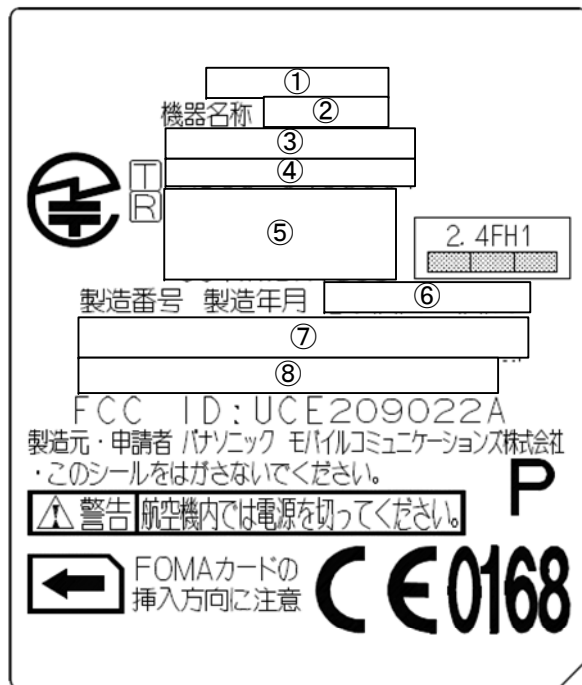 ①
機器名称 ②
③
T ④
R
⑤
2.4FH1
製造番号 製造年月 ⑥
⑦
⑧
FCC ID:UCE209022A
製造元・申請者 パナソニック モバイルコミュニケーションズ株式会社
・このシールをはがさないでください。
P
警告 航空機内では電源を切ってください。
FOMAカードの
挿入方向に注意
CE0168